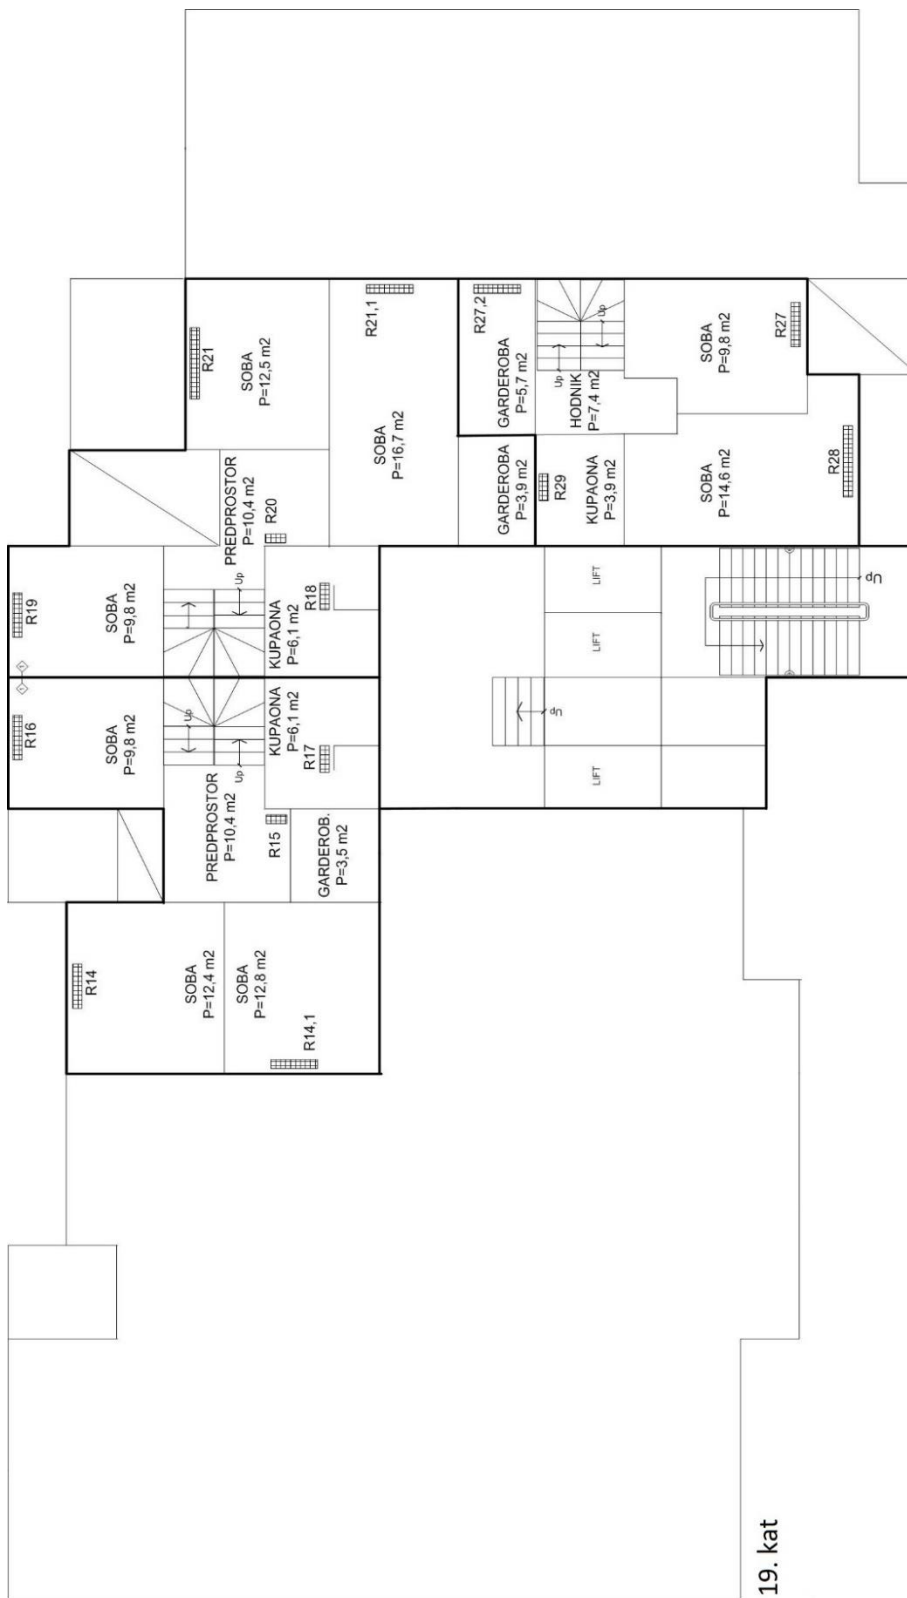 R21
SOBA
P=12,5 m2
R21,1
SOBA
P=16,7 m2
R27,2
GARDEROBA
P=5,7 m2
Up
Up
HODNIK
P=7,4 m2
SOBA
P=9,8 m2
R27
PREDPROSTOR
P=10,4 m2
R20
GARDEROBA
P=3,9 m2
R29
KUPAONA
P=3,9 m2
SOBA
P=14,6 m2
R28
R19
SOBA
P=9,8 m2
Up
KUPAONA
P=6,1 m2
R18
LIFT
LIFT
Up
R16
SOBA
P=9,8 m2
Up
Up
KUPAONA
P=6,1 m2
R17
Up
LIFT
PREDPROSTOR
P=10,4 m2
R15
GARDEROB.
P=3,5 m2
R14
SOBA
P=12,4 m2
SOBA
P=12,8 m2
R14,1
19. kat